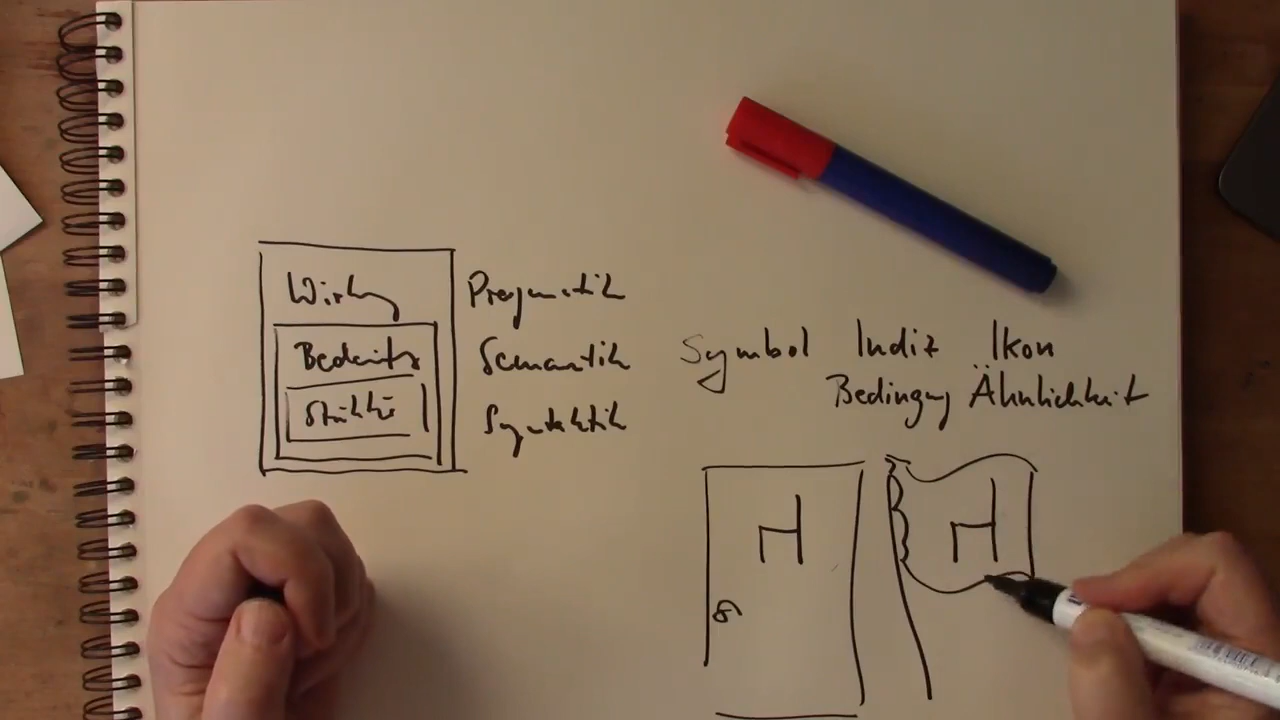 Wirkung
Pragmatik
Bedeutung
Semantik
Struktur
Syntaktik
Symbol Indiz Ikon
Bedingung Ähnlichkeit